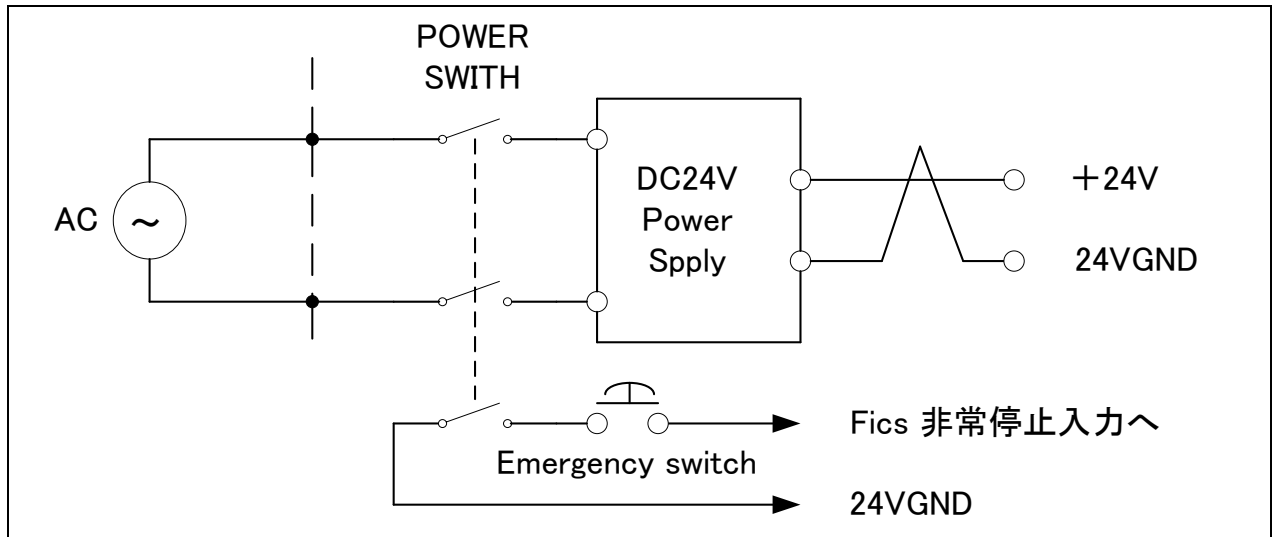 POWER
SWITH
AC
~
DC24V
Power
Spply
＋24V
24VGND
Fics 非常停止入力へ
Emergency switch
24VGND